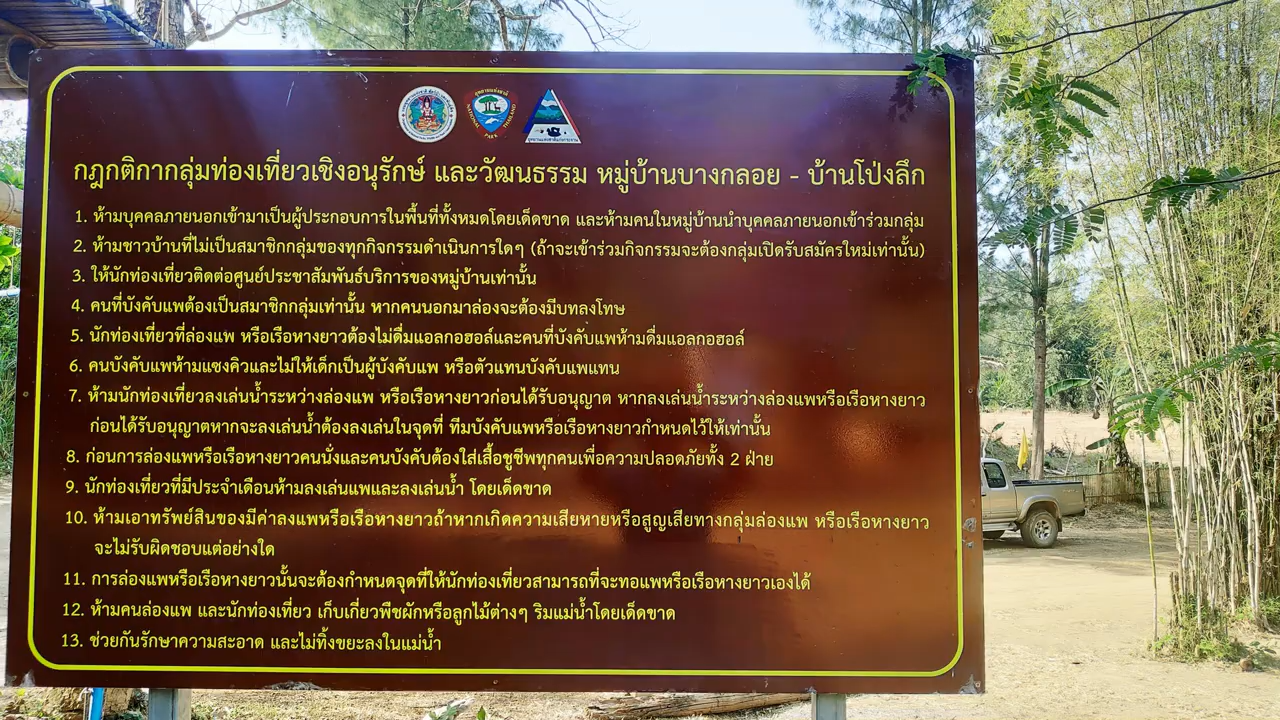 อุทยานแห่งชาติ
NATIONAL PARK THAILAND
อุทยานแห่งชาติแก่งกระจาน
กฎกติกากลุ่มท่องเที่ยวเชิงอนุรักษ์ และวัฒนธรรม หมู่บ้านบางกลอย - บ้านโป่งลึก
1. ห้ามบุคคลภายนอกเข้ามาเป็นผู้ประกอบการในพื้นที่ทั้งหมดโดยเด็ดขาด และห้ามคนในหมู่บ้านนำบุคคลภายนอกเข้าร่วมกลุ่ม
2. ห้ามชาวบ้านที่ไม่เป็นสมาชิกกลุ่มของทุกกิจกรรมดำเนินการใดๆ (ถ้าจะเข้าร่วมกิจกรรมจะต้องกลุ่มเปิดรับสมัครใหม่เท่านั้น)
3. ให้นักท่องเที่ยวติดต่อศูนย์ประชาสัมพันธ์บริการของหมู่บ้านเท่านั้น
4. คนที่บังคับแพต้องเป็นสมาชิกกลุ่มเท่านั้น หากคนนอกมาล่องจะต้องมีบทลงโทษ
5. นักท่องเที่ยวที่ล่องแพ หรือเรือหางยาวต้องไม่ดื่มแอลกอฮอล์และคนที่บังคับแพห้ามดื่มแอลกอฮอล์
6. คนบังคับแพห้ามแซงคิวและไม่ให้เด็กเป็นผู้บังคับแพ หรือตัวแทนบังคับแพแทน
7. ห้ามนักท่องเที่ยวลงเล่นน้ำระหว่างล่องแพ หรือเรือหางยาวก่อนได้รับอนุญาต หากลงเล่นน้ำระหว่างล่องแพหรือเรือหางยาว
ก่อนได้รับอนุญาตหากจะลงเล่นน้ำต้องลงเล่นในจุดที่ ทีมบังคับแพหรือเรือหางยาวกำหนดไว้ให้เท่านั้น
8. ก่อนการล่องแพหรือเรือหางยาวคนนั่งและคนบังคับต้องใส่เสื้อชูชีพทุกคนเพื่อความปลอดภัยทั้ง 2 ฝ่าย
9. นักท่องเที่ยวที่มีประจำเดือนห้ามลงเล่นแพและลงเล่นน้ำ โดยเด็ดขาด
10. ห้ามเอาทรัพย์สินของมีค่าลงแพหรือเรือหางยาวถ้าหากเกิดความเสียหายหรือสูญเสียทางกลุ่มล่องแพ หรือเรือหางยาว
จะไม่รับผิดชอบแต่อย่างใด
11. การล่องแพหรือเรือหางยาวนั้นจะต้องกำหนดจุดที่ให้นักท่องเที่ยวสามารถที่จะทอแพหรือเรือหางยาวเองได้
12. ห้ามคนล่องแพ และนักท่องเที่ยว เก็บเกี่ยวพืชผักหรือลูกไม้ต่างๆ ริมแม่น้ำโดยเด็ดขาด
13. ช่วยกันรักษาความสะอาด และไม่ทิ้งขยะลงในแม่น้ำ